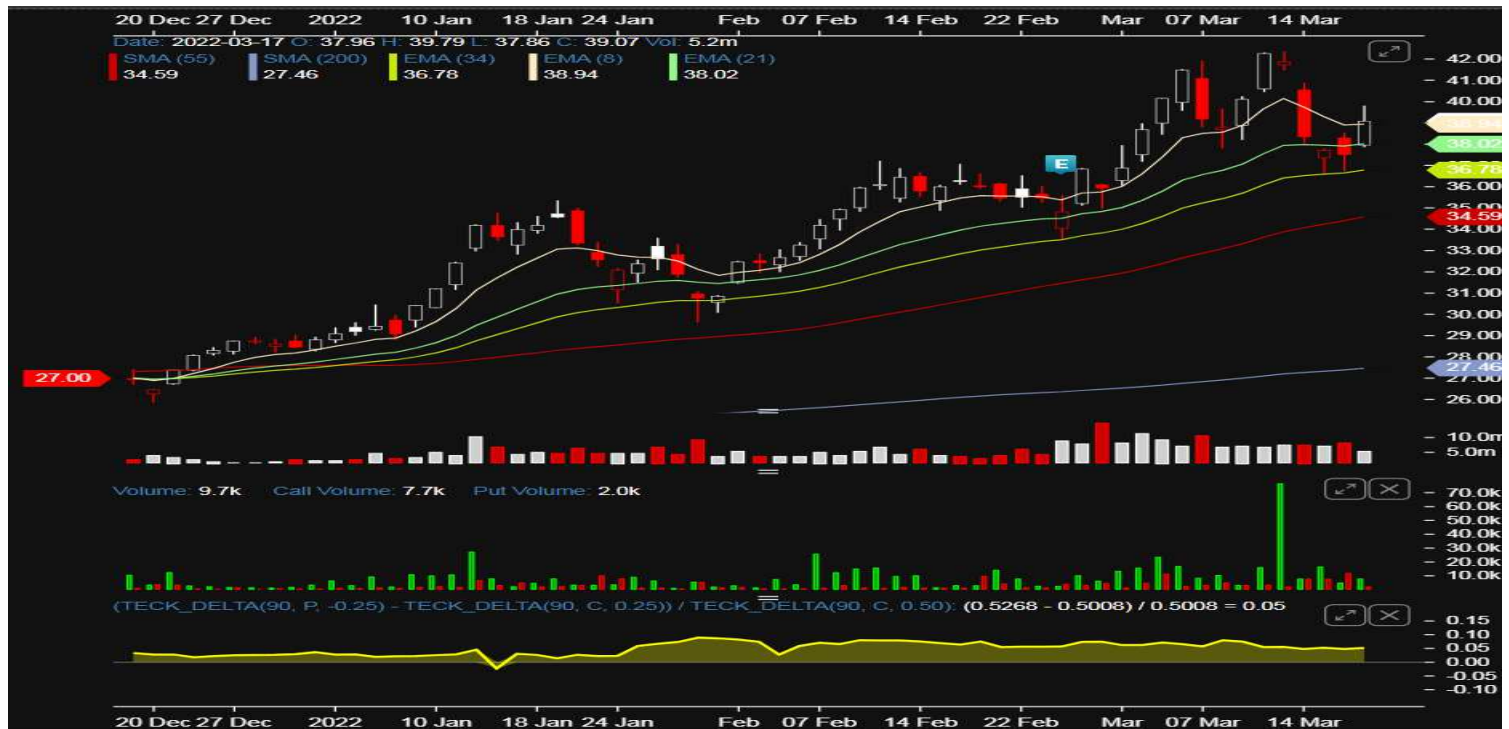 20 Dec 27 Dec 2022 10 Jan 18 Jan 24 Jan Feb 07 Feb 14 Feb 22 Feb Mar 07 Mar 14 Mar
Date: 2022-03-17 O: 37.96 H: 39.79 L: 37.86 C: 39.07 Vol: 5.2m
SMA (55) SMA (200) EMA (34) EMA (8) EMA (21)
34.59 27.46 36.78 38.94 38.02
42.00
41.00
40.00
38.94
38.02
36.78
36.00
35.00
34.59
34.00
33.00
32.00
31.00
30.00
29.00
28.00
27.46
27.00
26.00
E
27.00
10.0m
5.0m
Volume: 9.7k Call Volume: 7.7k Put Volume: 2.0k
70.0k
60.0k
50.0k
40.0k
30.0k
20.0k
10.0k
(TECK_DELTA(90, P, -0.25) - TECK_DELTA(90, C, 0.25)) / TECK_DELTA(90, C, 0.50): (0.5268 - 0.5008) / 0.5008 = 0.05
0.15
0.10
0.05
0.00
-0.05
-0.10
20 Dec 27 Dec 2022 10 Jan 18 Jan 24 Jan Feb 07 Feb 14 Feb 22 Feb Mar 07 Mar 14 Mar